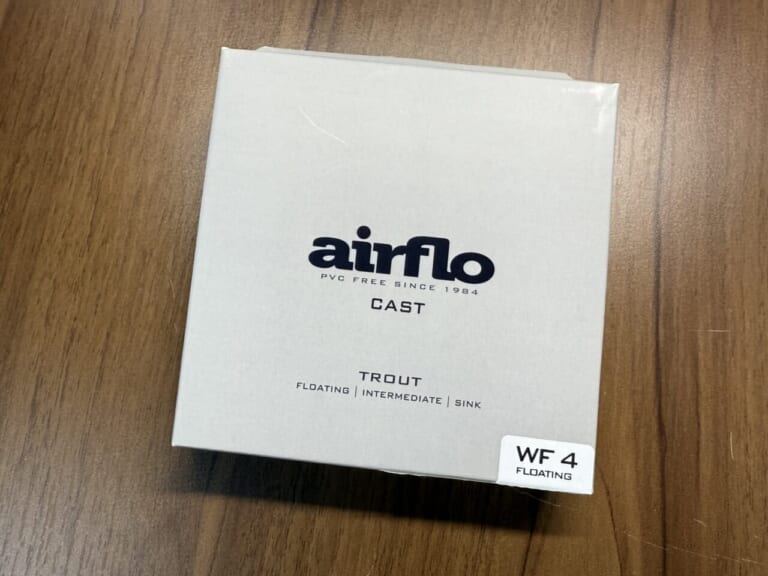 airflo
PVC FREE SINCE 1984
CAST
TROUT
FLOATING | INTERMEDIATE | SINK
WF 4
FLOATING